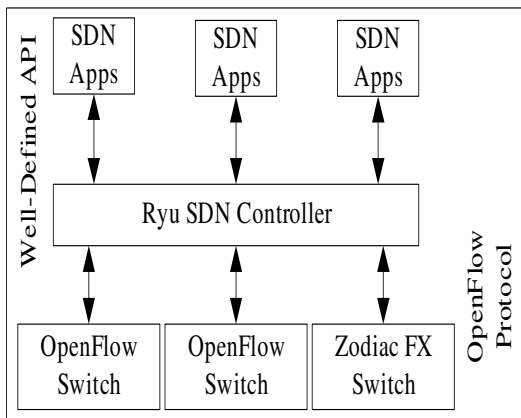 Well-Defined API
SDN
Apps
SDN
Apps
SDN
Apps
Ryu SDN Controller
OpenFlow
Protocol
OpenFlow
Switch
OpenFlow
Switch
Zodiac FX
Switch